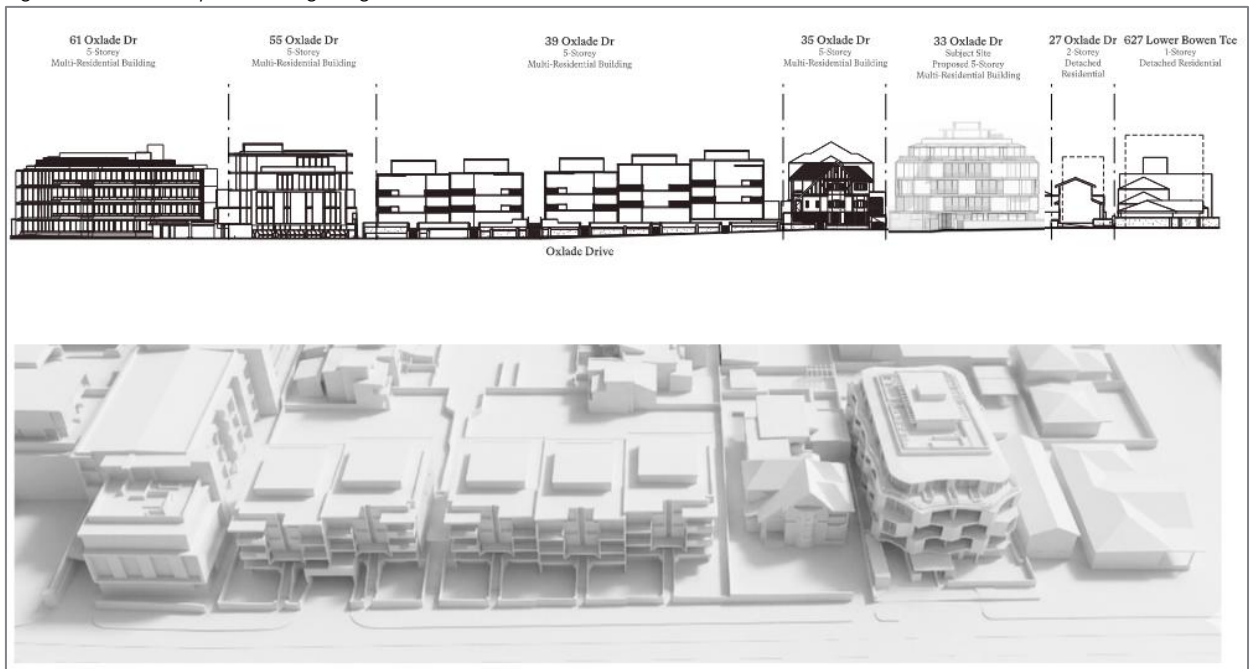 61 Oxlade Dr
5-Storey
Multi-Residential Building
55 Oxlade Dr
5-Storey
Multi-Residential Building
39 Oxlade Dr
5-Storey
Multi-Residential Building
35 Oxlade Dr
5-Storey
Multi-Residential Building
33 Oxlade Dr
Subject Site
Proposed 5-Storey
Multi-Residential Building
27 Oxlade Dr
2-Storey
Detached
Residential
627 Lower Bowen Tce
1-Storey
Detached Residential
Oxlade Drive